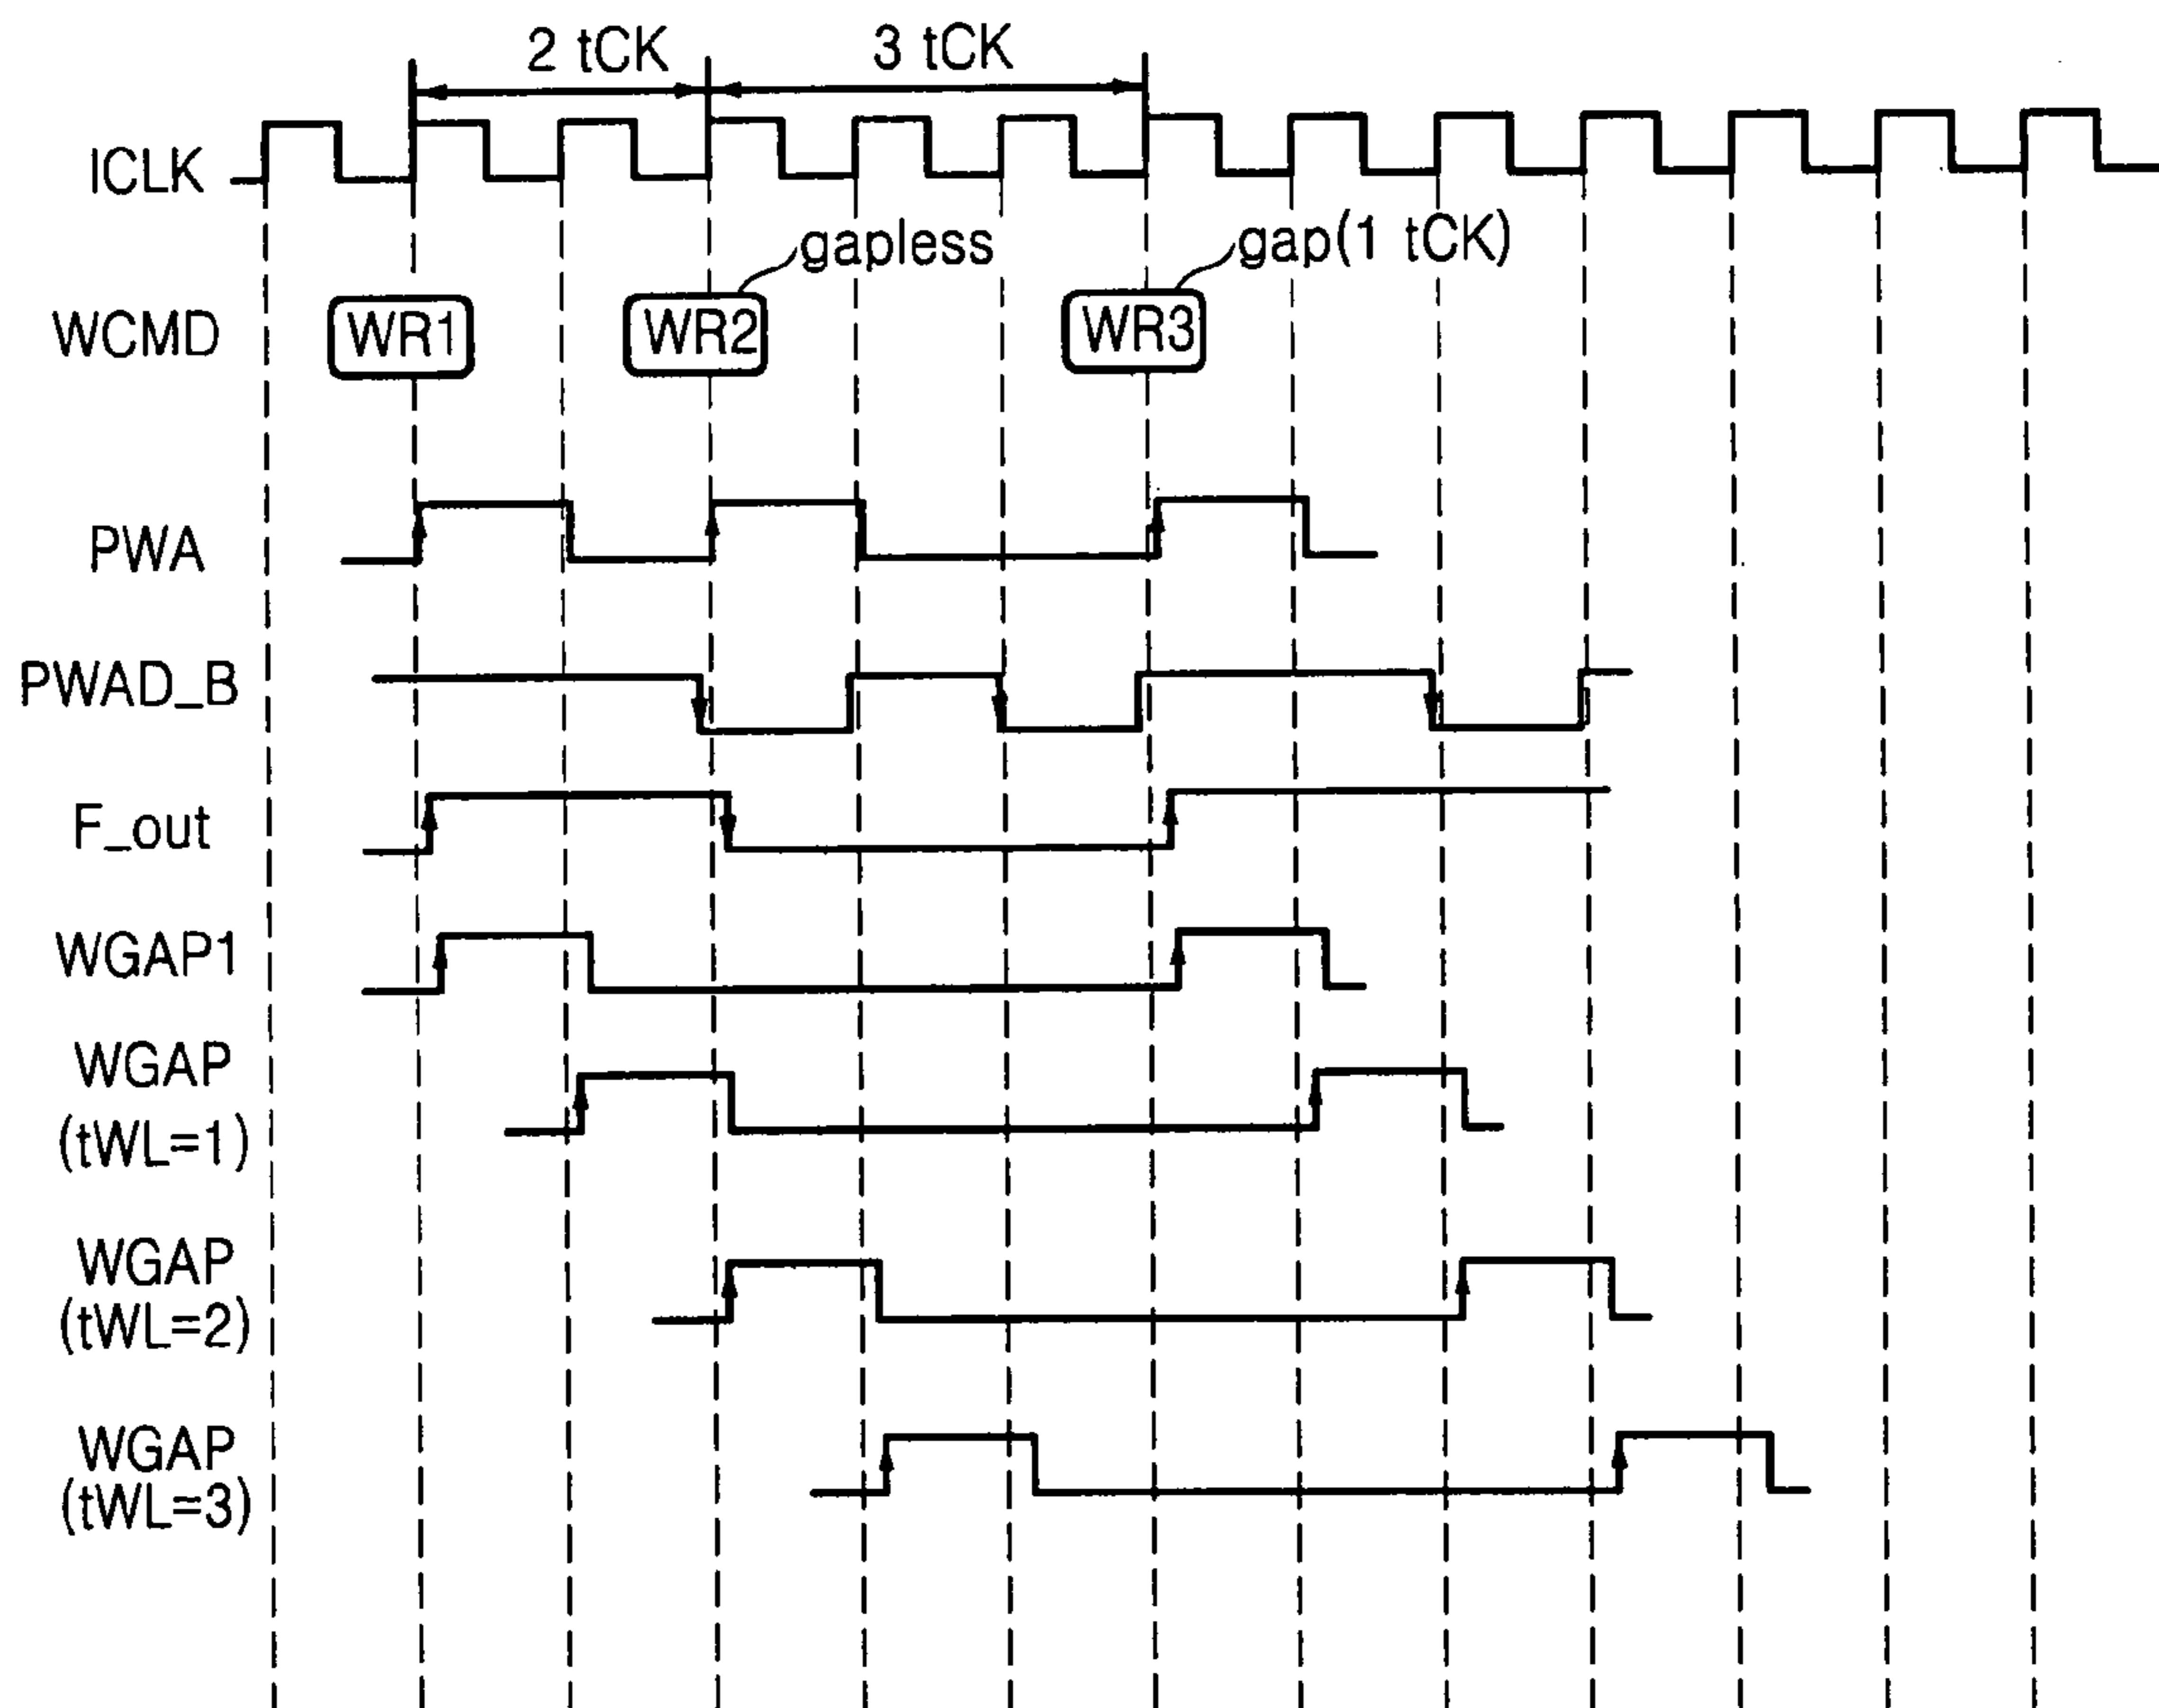 2 tCK
3 tCK
ICLK
gapless
gap(1 tCK)
WCMD
WR1
WR2
WR3
PWA
PWAD_B
F_out
WGAP1
WGAP
(tWL=1)
WGAP
(tWL=2)
WGAP
(tWL=3)